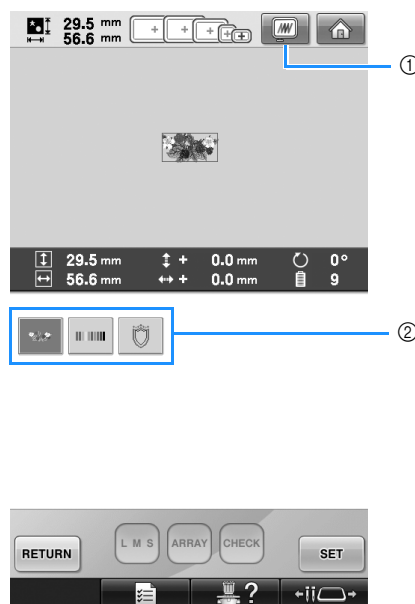 29.5 mm
56.6 mm
①
29.5 mm + 0.0 mm 0°
56.6 mm + 0.0 mm 9
②
RETURN L M S ARRAY CHECK SET
?